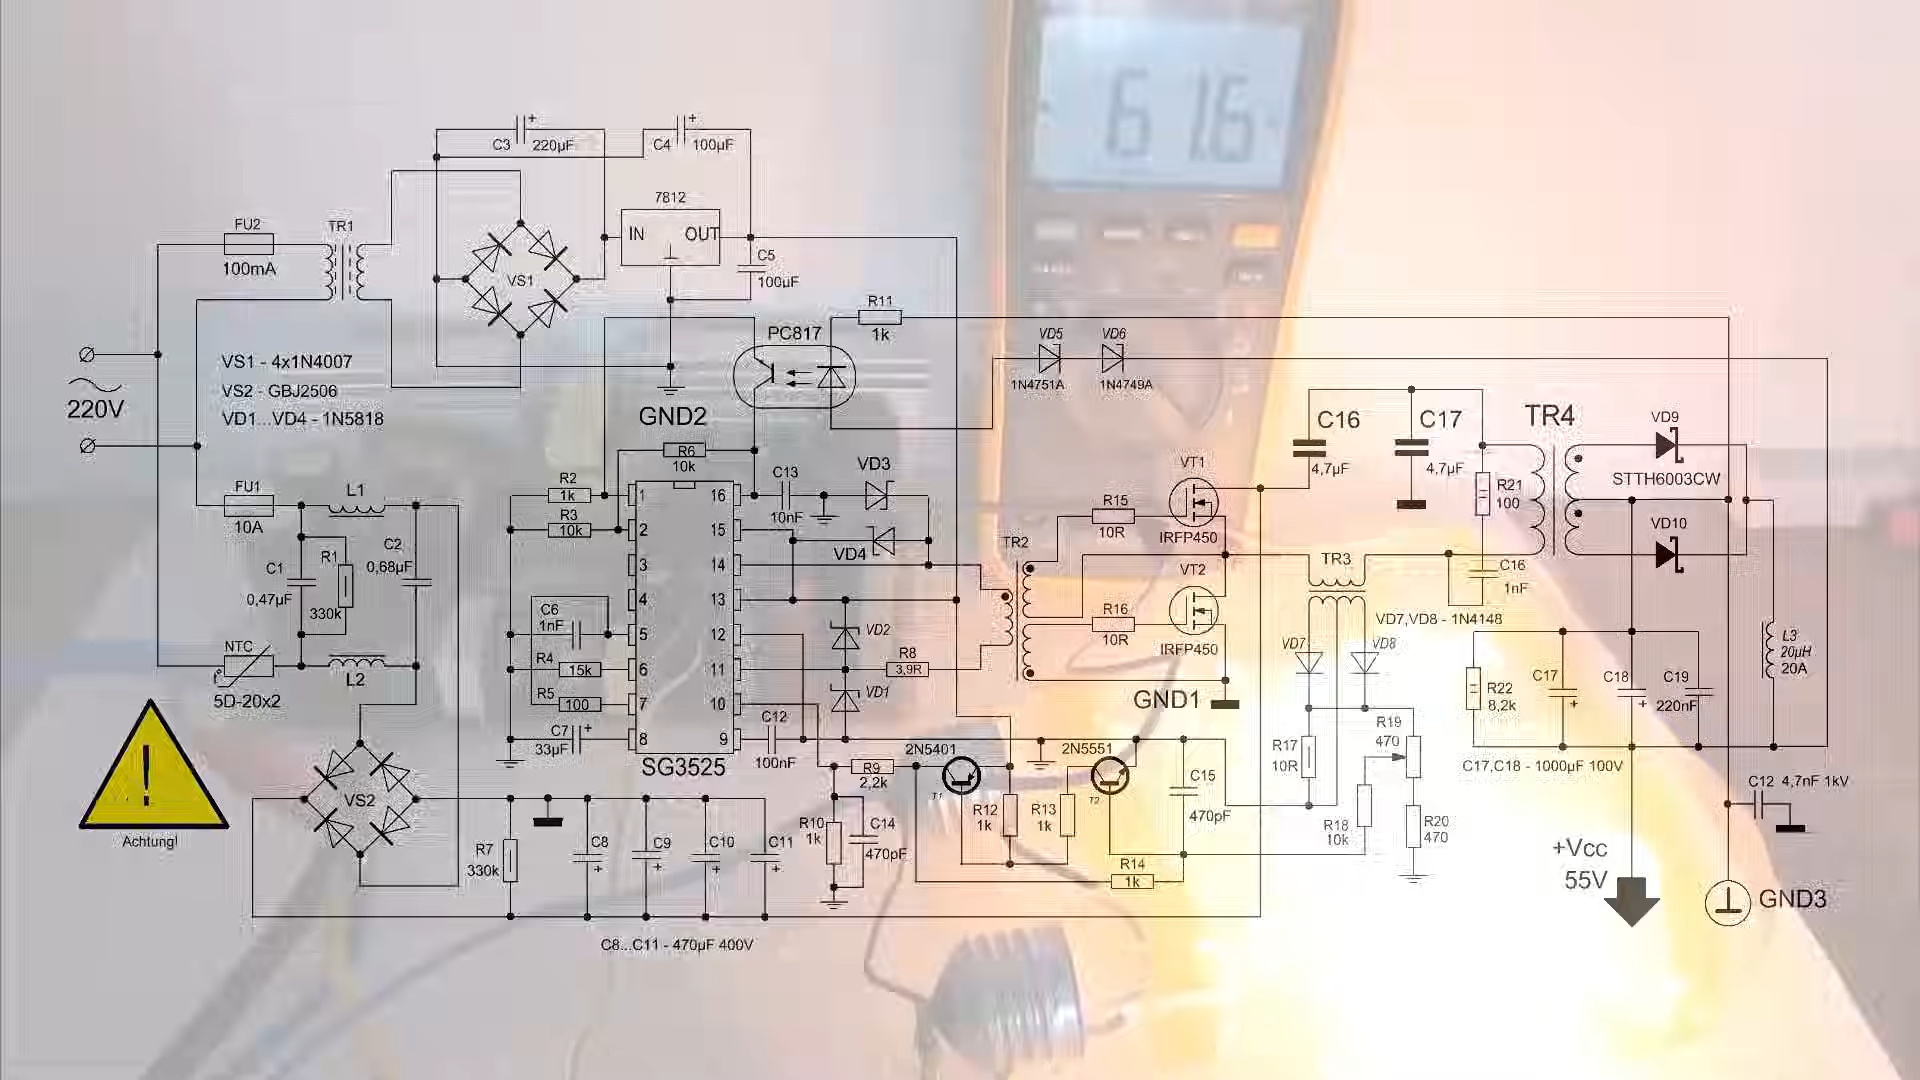 61.6
C3
220µF
C4
100µF
7812
IN
OUT
FU2
100mA
TR1
VS1
C5
100µF
R11
1k
PC817
VD5
1N4751A
VD6
1N4749A
220V
VS1 - 4x1N4007
VS2 - GBJ2506
VD1...VD4 - 1N5818
GND2
R6
10k
C16
4,7µF
C17
4,7µF
TR4
VD9
STTH6003CW
VD10
R21
100
C16
1nF
FU1
10A
L1
C1
0,47µF
R1
330k
C2
0,68µF
NTC
5D-20x2
L2
R2
1k
R3
10k
C6
1nF
R4
15k
R5
100
C7
33µF
1
2
3
4
5
6
7
8
16
15
14
13
12
11
10
9
SG3525
C13
10nF
VD3
VD4
VD2
VD1
R8
3,9R
C12
100nF
TR2
R15
10R
VT1
IRFP450
VT2
R16
10R
IRFP450
GND1
TR3
VD7,VD8 - 1N4148
VD7
VD8
R17
10R
R19
470
R18
10k
R20
470
R22
8,2k
C17
C18
C19
220nF
L3
20µH
20A
C17,C18 - 1000µF 100V
C12 4,7nF 1kV
+Vcc
55V
GND3
2N5401
T1
2N5551
T2
R9
2,2k
R10
1k
C14
470pF
R12
1k
R13
1k
R14
1k
C15
470pF
VS2
R7
330k
C8
C9
C10
C11
C8...C11 - 470µF 400V
!
Achtung!